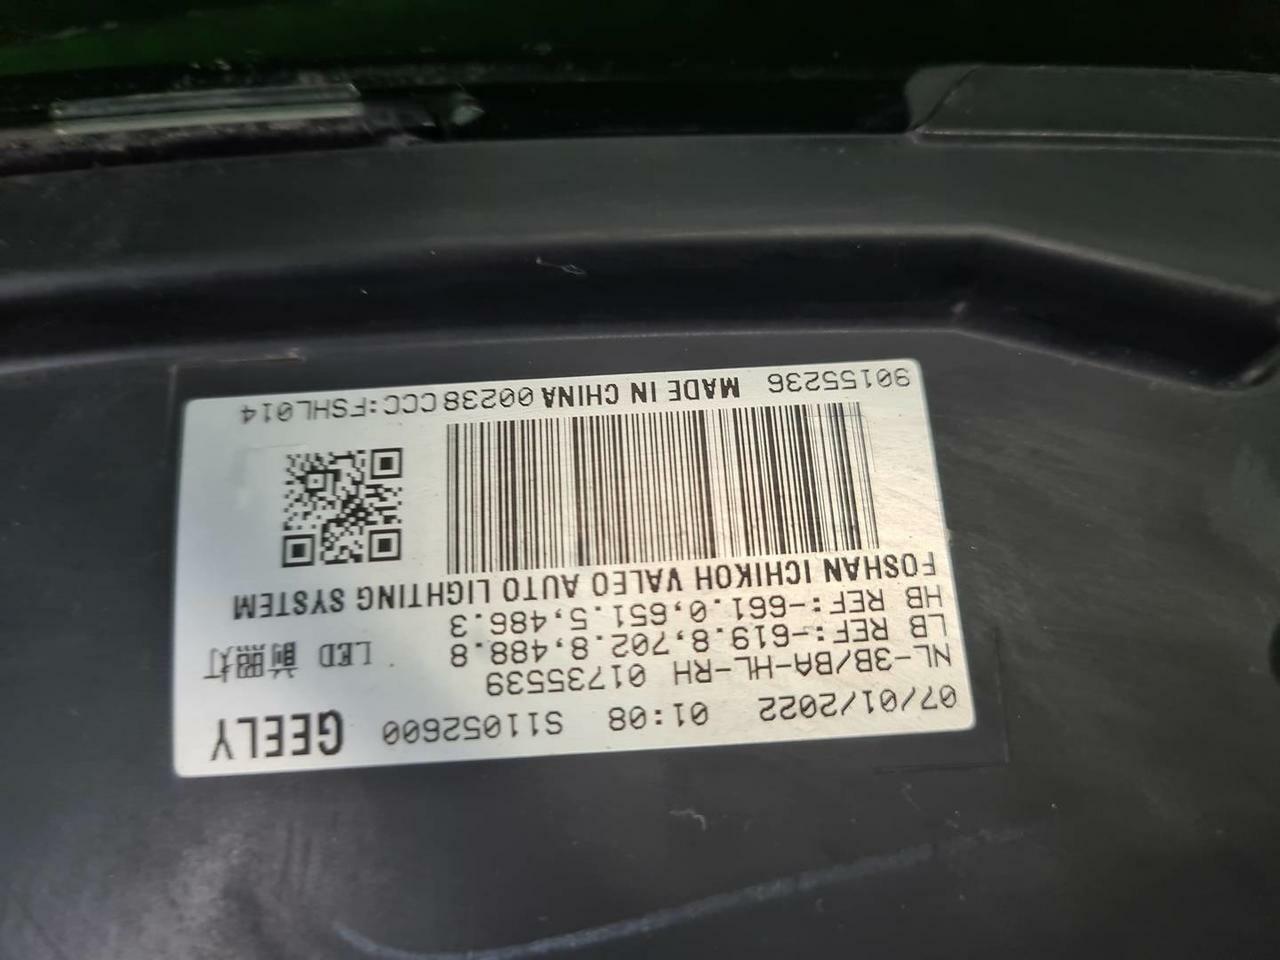 07/01/2022 01:08 S11052600 GEELY
NL-3B/BA-HL-RH 01735539
LB REF:-619.8,702.8,488.8 LED 前照灯
HB REF:-661.0,651.5,486.3
FOSHAN ICHIKOH VALEO AUTO LIGHTING SYSTEM
90155236 MADE IN CHINA 00238 CCC:FSHL014